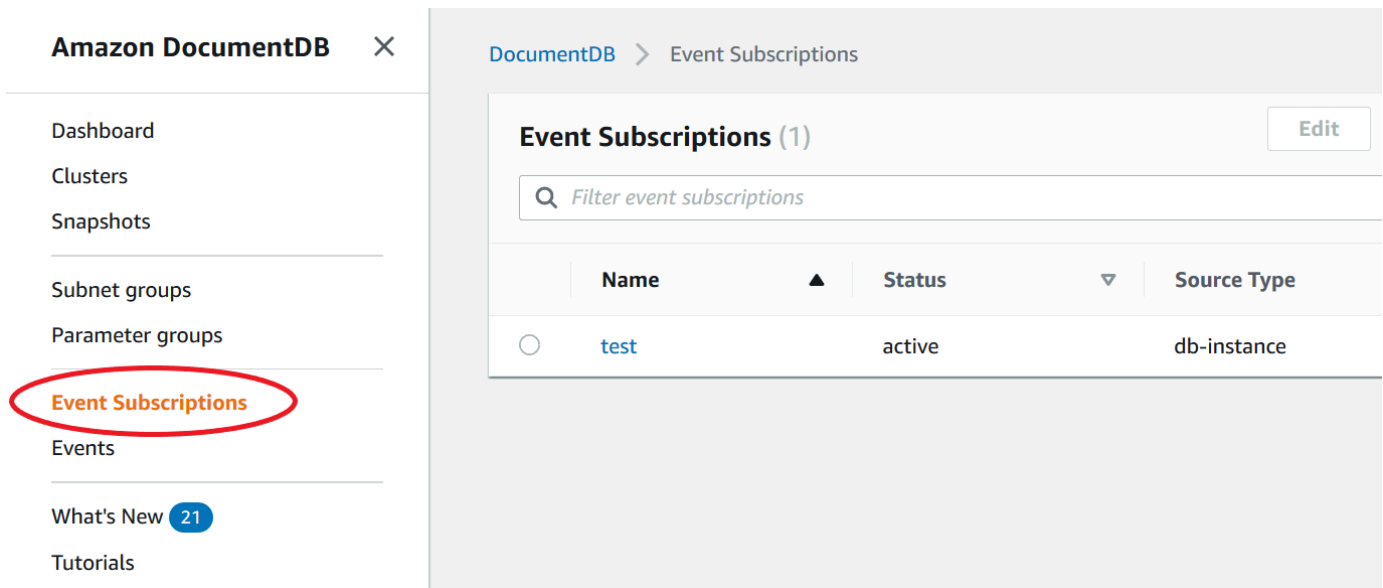 Amazon DocumentDB
Dashboard
Clusters
Snapshots
Subnet groups
Parameter groups
Event Subscriptions
Events
What's New 21
Tutorials
DocumentDB > Event Subscriptions
Event Subscriptions (1)
Edit
Filter event subscriptions
Name Status Source Type
test active db-instance